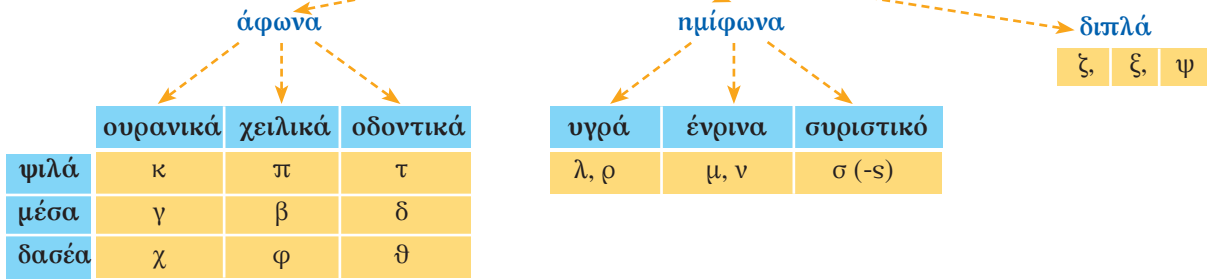 άφωνα ημίφωνα διπλά
ζ, ξ, ψ
ουρανικά χειλικά οδοντικά υγρά ένρινα συριστικό
ψιλά κ π τ λ, ρ μ, ν σ (-ς)
μέσα γ β δ
δασέα χ φ ϑ